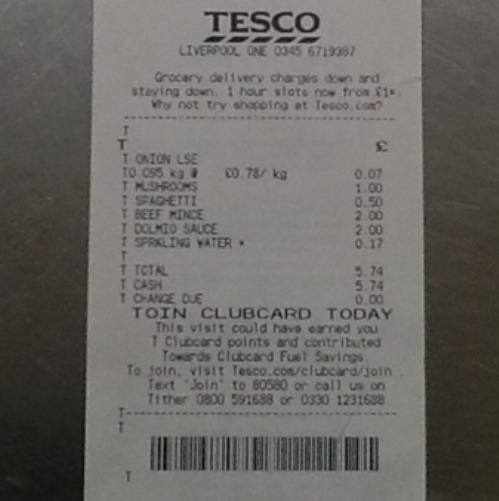 TESCO
LIVERPOOL ONE 0345 6719387
Grocery delivery charges down and
staying down. 1 hour slots now from £1*.
Why not try shopping at Tesco.com?
T
T £
T ONION LSE
T0.095 kg @ £0.78/ kg 0.07
T MUSHROOMS 1.00
T SPAGHETTI 0.50
T BEEF MINCE 2.00
T DOLMIO SAUCE 2.00
T SPRKLING WATER * 0.17
T
T TOTAL 5.74
T CASH 5.74
T CHANGE DUE 0.00
TOIN CLUBCARD TODAY
This visit could have earned you
T Clubcard points and contributed
Towards Clubcard Fuel Savings.
To join, visit Tesco.com/clubcard/join
Text 'Join' to 80580 or call us on
Tither 0800 591688 or 0330 1231688
T
T
T